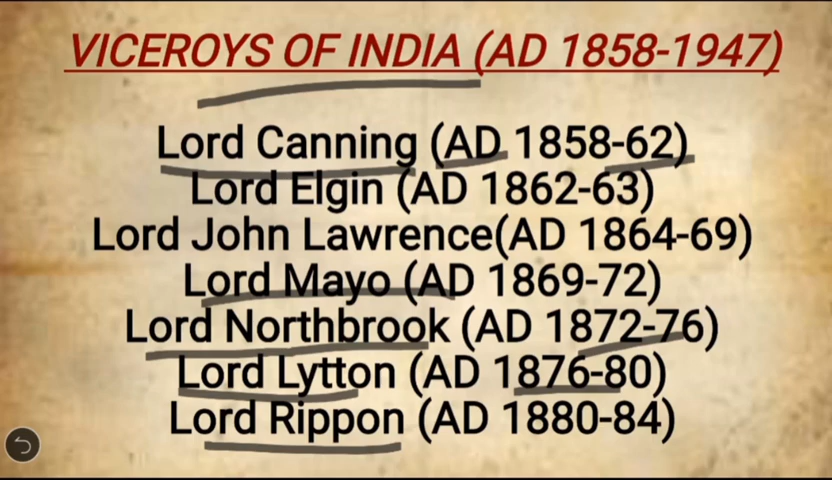 VICEROYS OF INDIA (AD 1858-1947)
Lord Canning (AD 1858-62)
Lord Elgin (AD 1862-63)
Lord John Lawrence(AD 1864-69)
Lord Mayo (AD 1869-72)
Lord Northbrook (AD 1872-76)
Lord Lytton (AD 1876-80)
Lord Rippon (AD 1880-84)